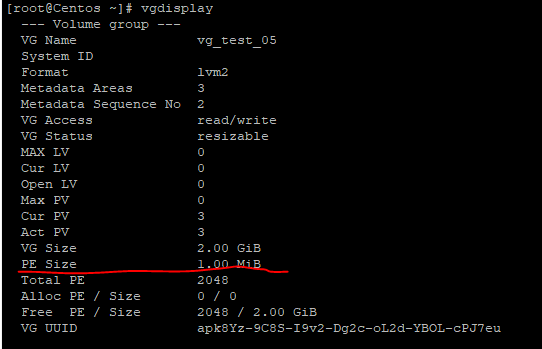 [root@Centos ~]# vgdisplay
--- Volume group ---
VG Name vg_test_05
System ID
Format lvm2
Metadata Areas 3
Metadata Sequence No 2
VG Access read/write
VG Status resizable
MAX LV 0
Cur LV 0
Open LV 0
Max PV 0
Cur PV 3
Act PV 3
VG Size 2.00 GiB
PE Size 1.00 MiB
Total PE 2048
Alloc PE / Size 0 / 0
Free  PE / Size 2048 / 2.00 GiB
VG UUID apk8Yz-9C8S-I9v2-Dg2c-oL2d-YBOL-cPJ7eu